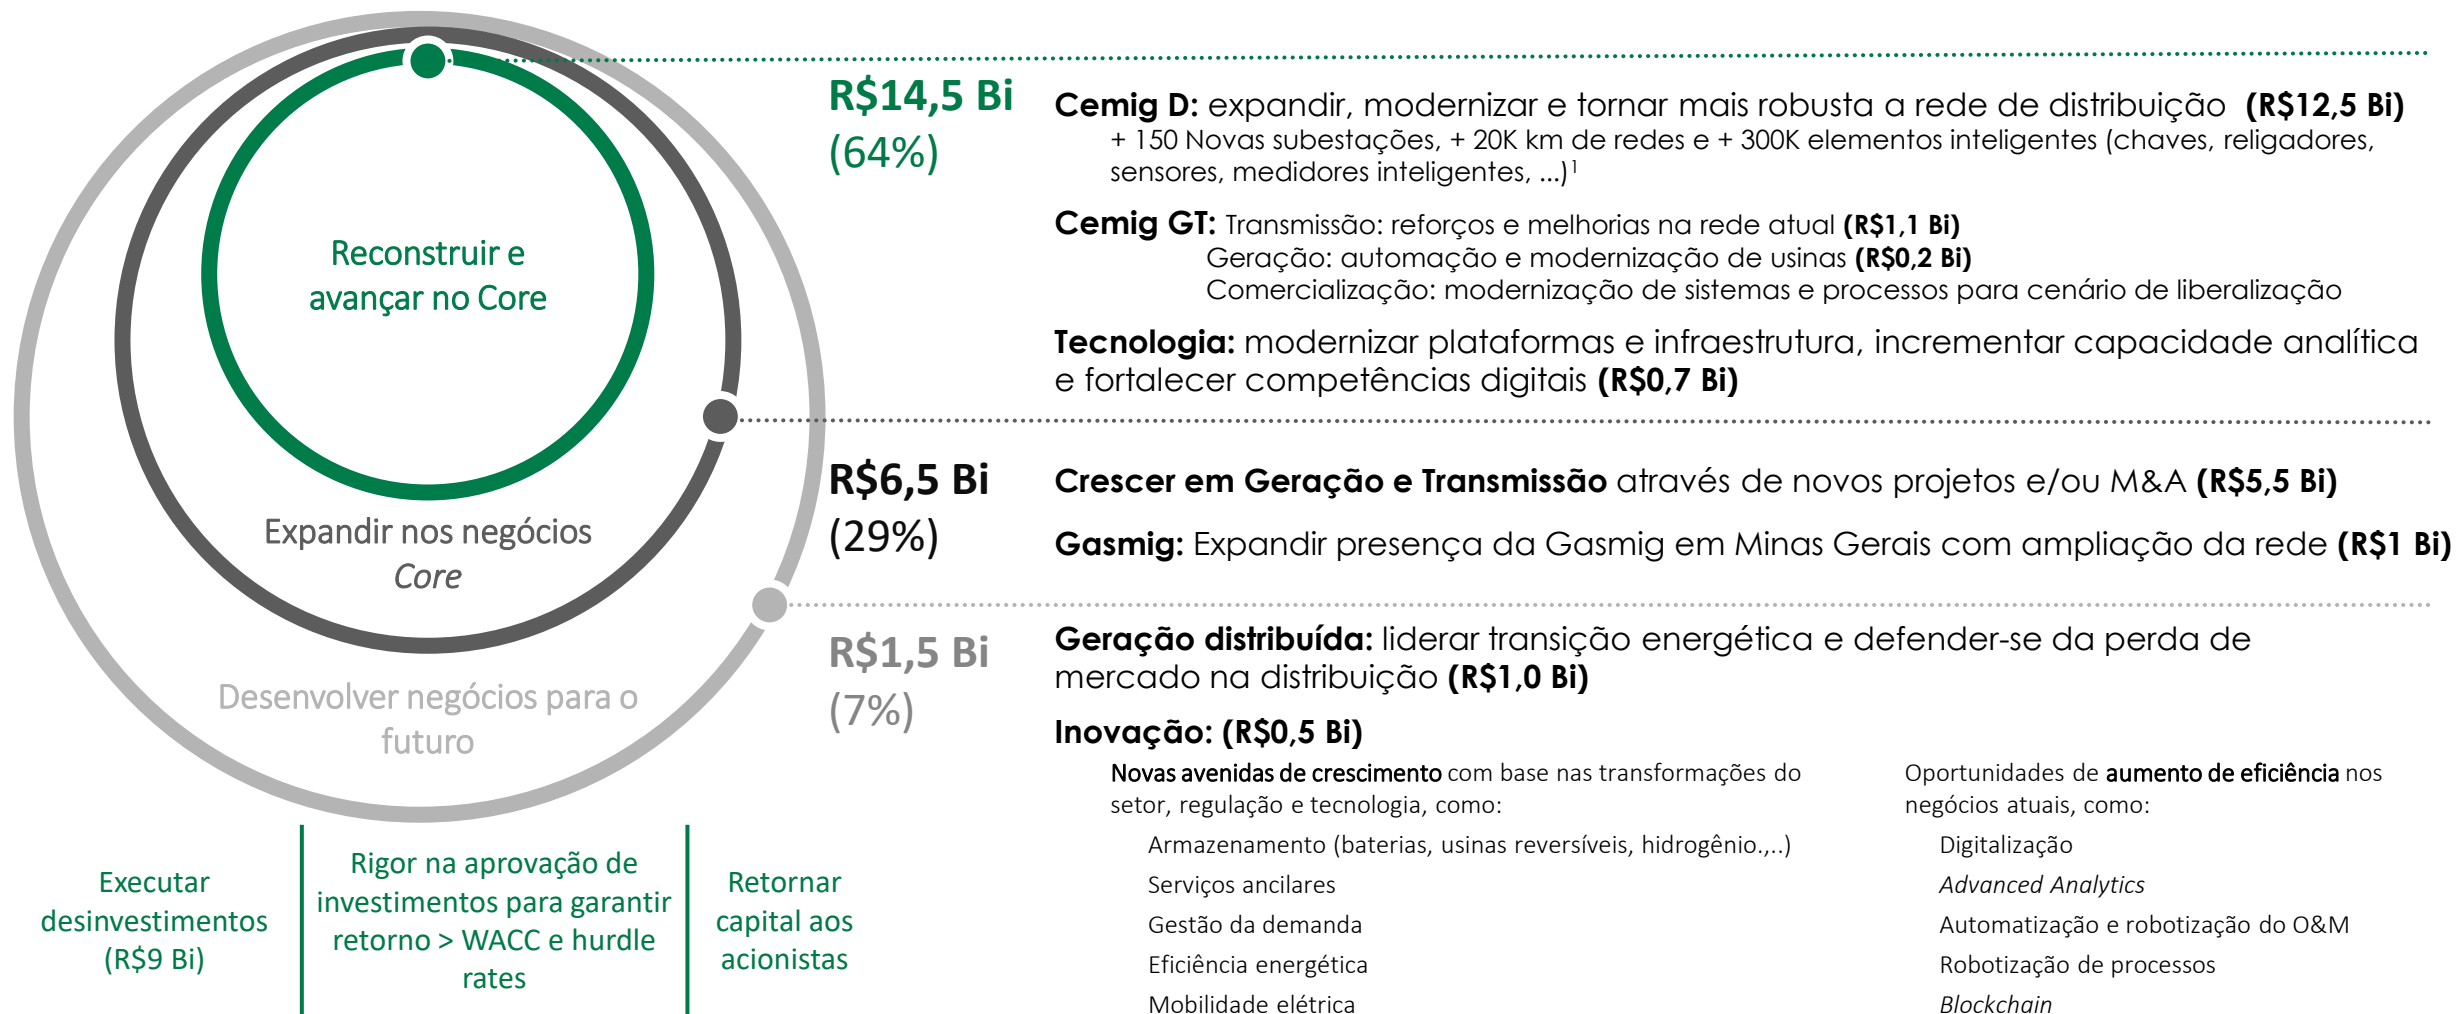 Reconstruir e
avançar no Core
Expandir nos negócios
Core
Desenvolver negócios para o
futuro
Executar
desinvestimentos
(R$9 Bi)
Rigor na aprovação de
investimentos para garantir
retorno > WACC e hurdle
rates
Retornar
capital aos
acionistas
R$14,5 Bi
(64%)
Cemig D: expandir, modernizar e tornar mais robusta a rede de distribuição (R$12,5 Bi)
+ 150 Novas subestações, + 20K km de redes e + 300K elementos inteligentes (chaves, religadores,
sensores, medidores inteligentes, ...)¹
Cemig GT: Transmissão: reforços e melhorias na rede atual (R$1,1 Bi)
Geração: automação e modernização de usinas (R$0,2 Bi)
Comercialização: modernização de sistemas e processos para cenário de liberalização
Tecnologia: modernizar plataformas e infraestrutura, incrementar capacidade analítica
e fortalecer competências digitais (R$0,7 Bi)
R$6,5 Bi
(29%)
Crescer em Geração e Transmissão através de novos projetos e/ou M&A (R$5,5 Bi)
Gasmig: Expandir presença da Gasmig em Minas Gerais com ampliação da rede (R$1 Bi)
R$1,5 Bi
(7%)
Geração distribuída: liderar transição energética e defender-se da perda de
mercado na distribuição (R$1,0 Bi)
Inovação: (R$0,5 Bi)
Novas avenidas de crescimento com base nas transformações do
setor, regulação e tecnologia, como:
Armazenamento (baterias, usinas reversíveis, hidrogênio.,..)
Serviços ancilares
Gestão da demanda
Eficiência energética
Mobilidade elétrica
Oportunidades de aumento de eficiência nos
negócios atuais, como:
Digitalização
Advanced Analytics
Automatização e robotização do O&M
Robotização de processos
Blockchain